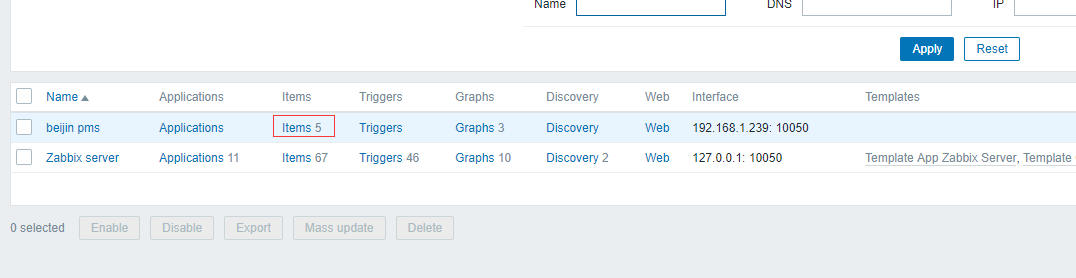 Name DNS IP
Apply Reset
Name Applications Items Triggers Graphs Discovery Web Interface Templates
beijin pms Applications Items 5 Triggers Graphs 3 Discovery Web 192.168.1.239: 10050
Zabbix server Applications 11 Items 67 Triggers 46 Graphs 10 Discovery 2 Web 127.0.0.1: 10050 Template App Zabbix Server, Template
0 selected Enable Disable Export Mass update Delete